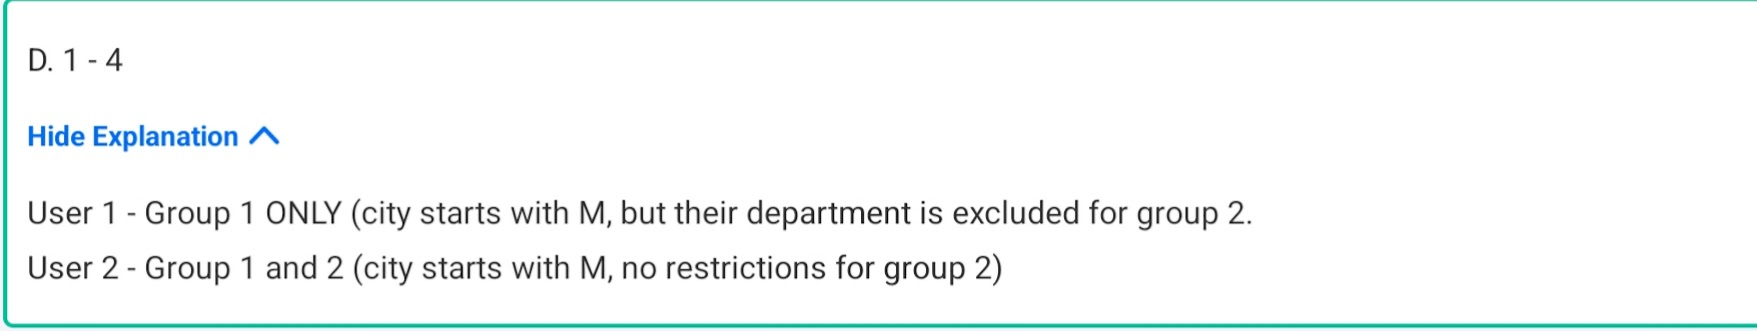 D. 1 - 4
Hide Explanation
User 1 - Group 1 ONLY (city starts with M, but their department is excluded for group 2.
User 2 - Group 1 and 2 (city starts with M, no restrictions for group 2)